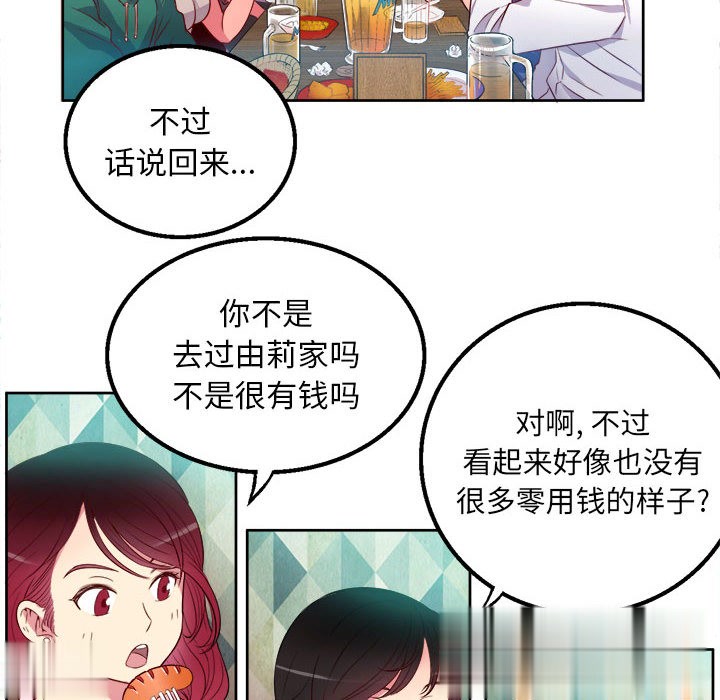 不过
话说回来...
你不是
去过由莉家吗
不是很有钱吗
对啊, 不过
看起来好像也没有
很多零用钱的样子?